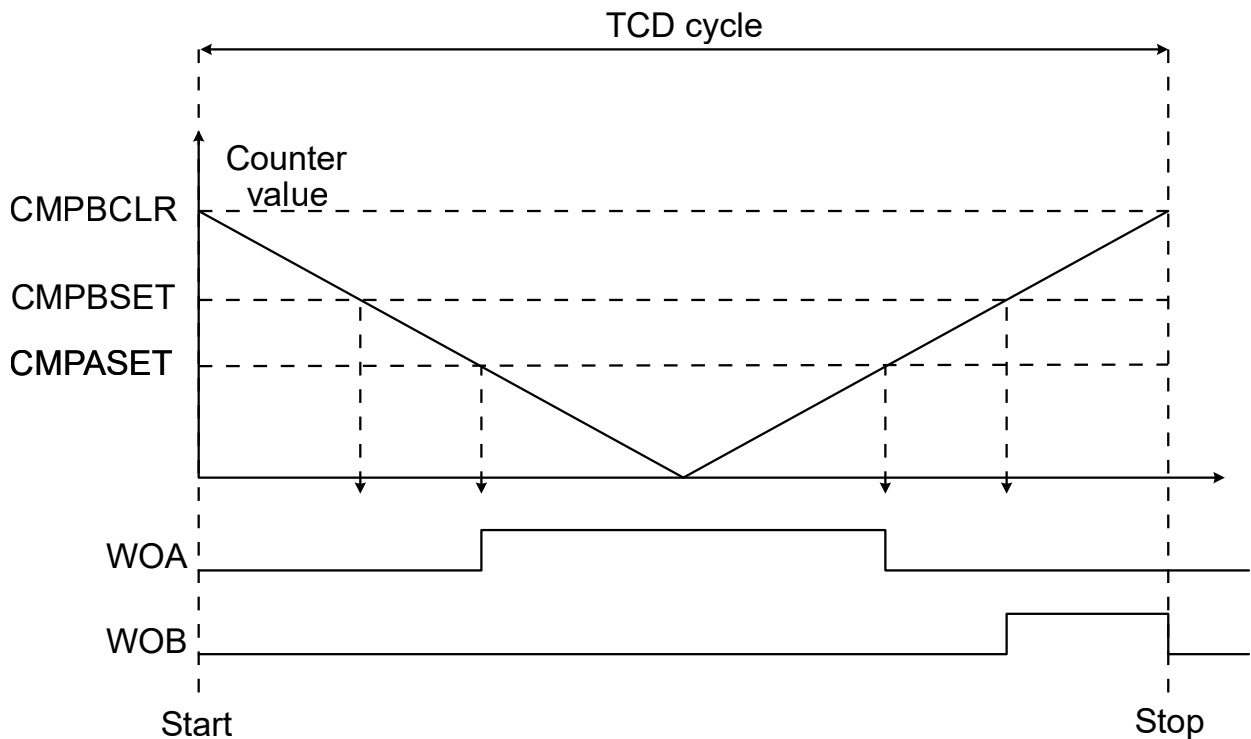 TCD cycle
Counter
value
CMPBCLR
CMPBSET
CMPASET
WOA
WOB
Start
Stop